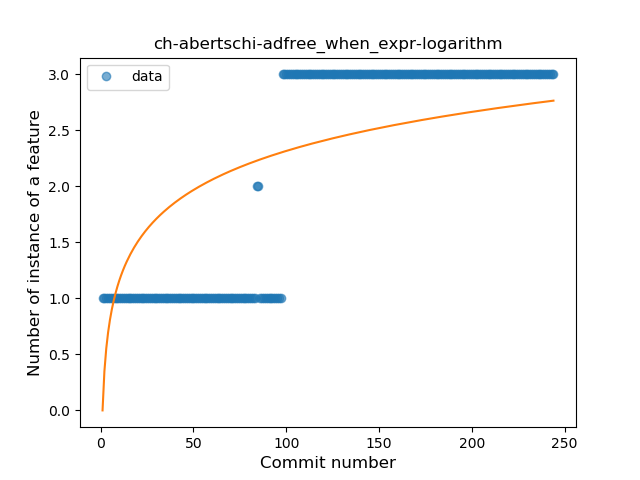 ch-abertschi-adfree_when_expr-logarithm
data
Number of instance of a feature
3.0
2.5
2.0
1.5
1.0
0.5
0.0
0 50 100 150 200 250
Commit number